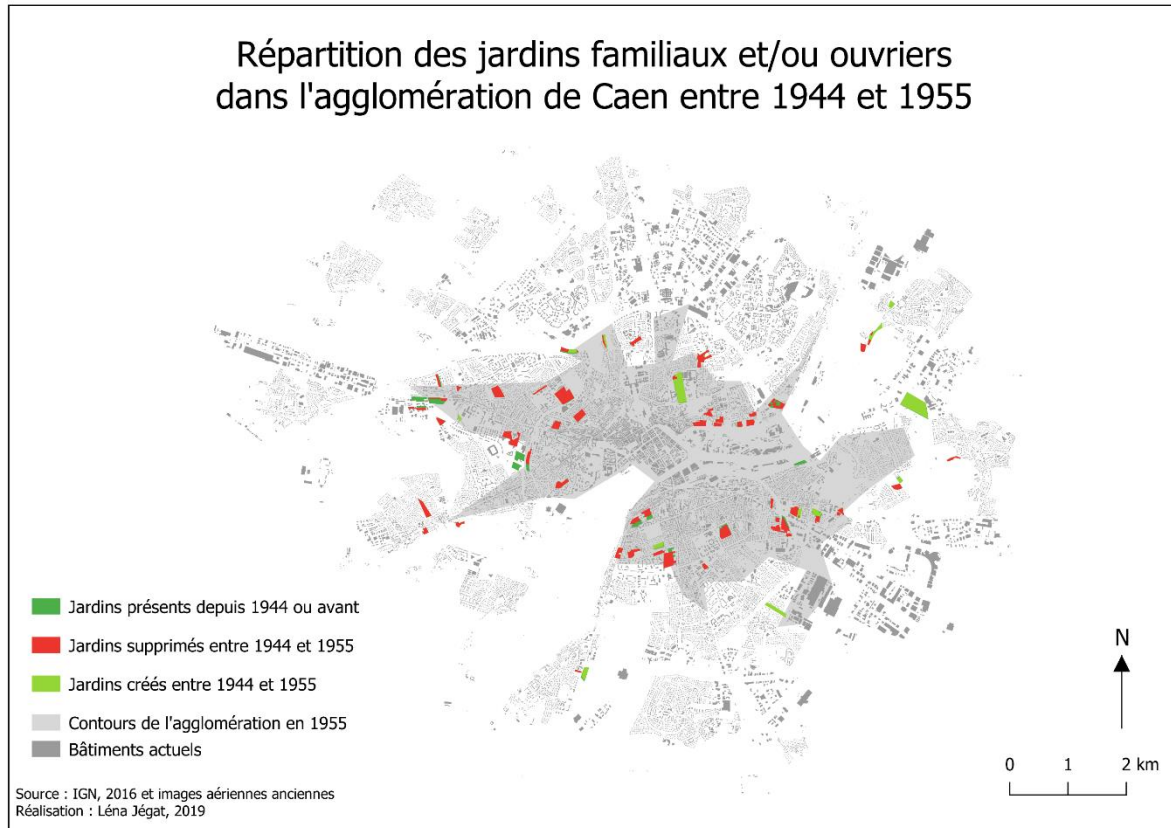 Répartition des jardins familiaux et/ou ouvriers
dans l'agglomération de Caen entre 1944 et 1955
Jardins présents depuis 1944 ou avant
Jardins supprimés entre 1944 et 1955
Jardins créés entre 1944 et 1955
Contours de l'agglomération en 1955
Bâtiments actuels
Source : IGN, 2016 et images aériennes anciennes
Réalisation : Léna Jégat, 2019
N
0 1 2 km